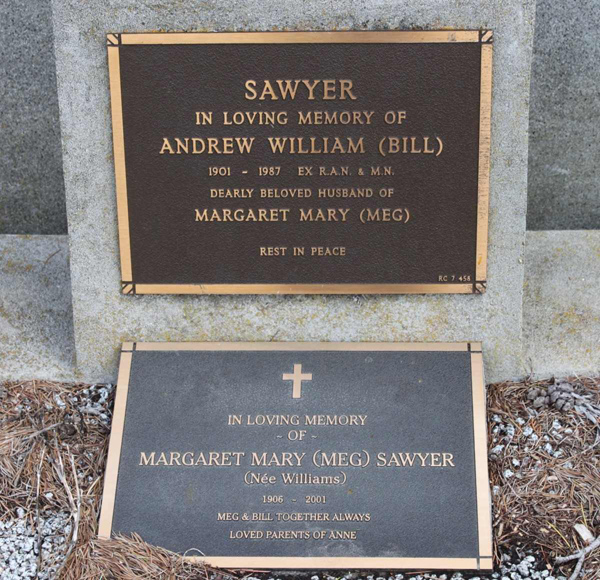 SAWYER
IN LOVING MEMORY OF
ANDREW WILLIAM (BILL)
1901 - 1987 EX R.A.N. & M.N.
DEARLY BELOVED HUSBAND OF
MARGARET MARY (MEG)
REST IN PEACE
RC 7 458
IN LOVING MEMORY
- OF -
MARGARET MARY (MEG) SAWYER
(Née Williams)
1906 - 2001
MEG & BILL TOGETHER ALWAYS
LOVED PARENTS OF ANNE